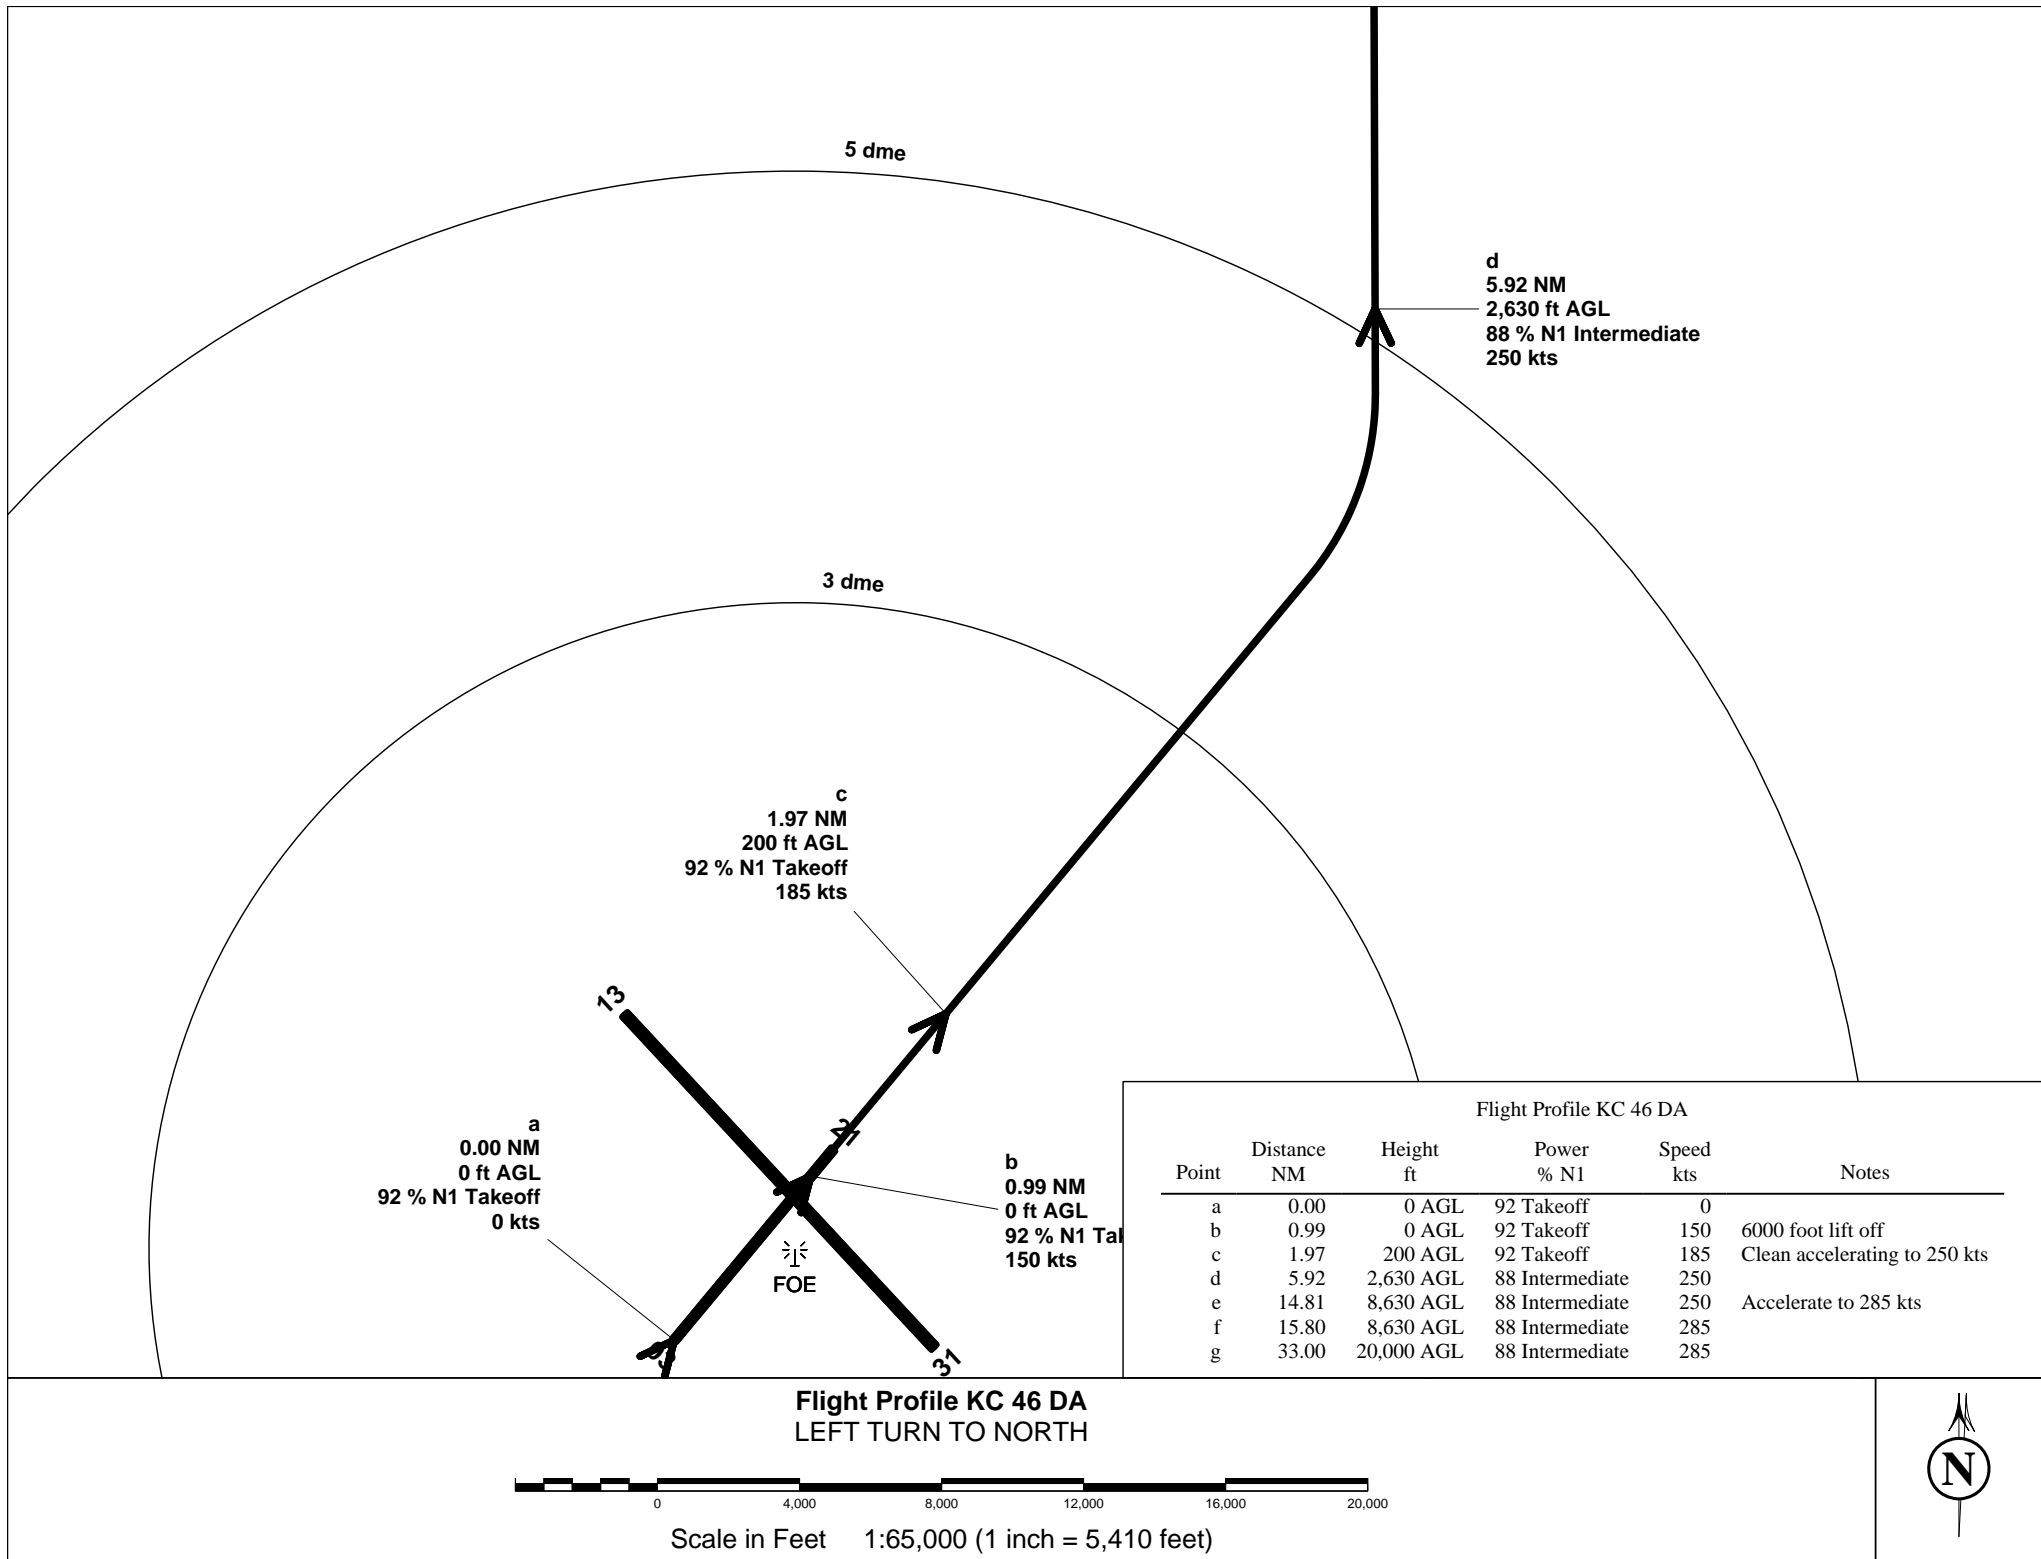 5 dme
d
5.92 NM
2,630 ft AGL
88 % N1 Intermediate
250 kts
3 dme
c
1.97 NM
200 ft AGL
92 % N1 Takeoff
185 kts
13
21
a
0.00 NM
0 ft AGL
92 % N1 Takeoff
0 kts
b
0.99 NM
0 ft AGL
92 % N1 Tak
150 kts
FOE
03
31
Flight Profile KC 46 DA
Point Distance NM Height ft Power % N1 Speed kts Notes
a 0.00 0 AGL 92 Takeoff 0
b 0.99 0 AGL 92 Takeoff 150 6000 foot lift off
c 1.97 200 AGL 92 Takeoff 185 Clean accelerating to 250 kts
d 5.92 2,630 AGL 88 Intermediate 250
e 14.81 8,630 AGL 88 Intermediate 250 Accelerate to 285 kts
f 15.80 8,630 AGL 88 Intermediate 285
g 33.00 20,000 AGL 88 Intermediate 285
Flight Profile KC 46 DA
LEFT TURN TO NORTH
0 4,000 8,000 12,000 16,000 20,000
Scale in Feet 1:65,000 (1 inch = 5,410 feet)
N